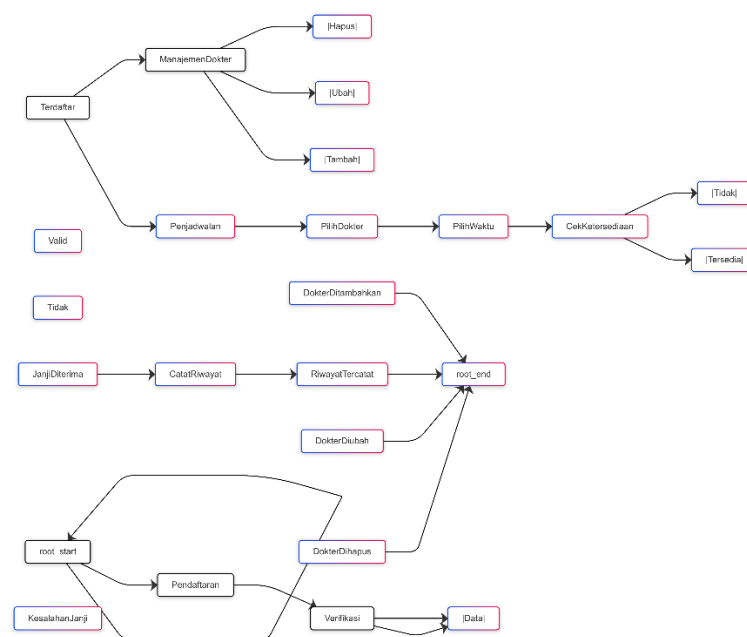 |Hapus|
ManajemenDokter
|Ubah|
Terdaftar
|Tambah|
|Tidak|
Penjadwalan
PilihDokter
PilihWaktu
CekKetersediaan
Valid
|Tersedia|
DokterDitambahkan
Tidak
JanjiDiterima
CatatRiwayat
RiwayatTercatat
root_end
DokterDiubah
root_start
DokterDihapus
Pendaftaran
KesalahanJanji
Verifikasi
|Data|